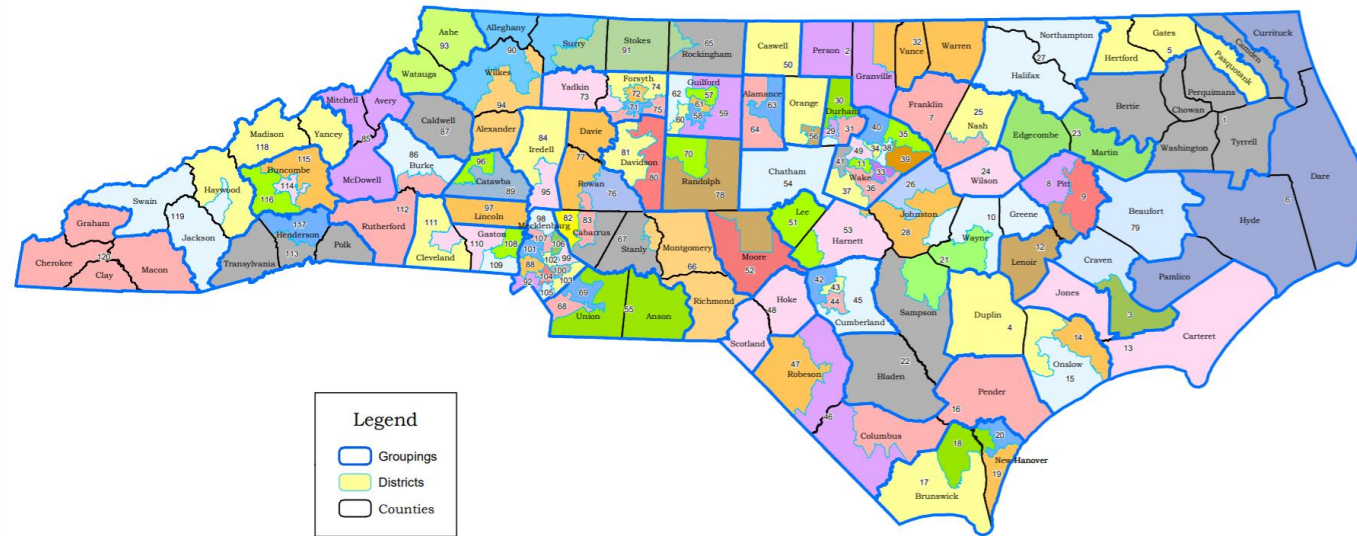 Ashe
93
Alleghany
90
Surry
Stokes
91
65
Rockingham
Caswell
50
Person
2
Granville
32
Vance
Warren
Northampton
27
Halifax
Gates
5
Hertford
Camden
Pasquotank
Currituck
Perquimans
Chowan
1
Bertie
Washington
Tyrrell
Dare
6
Hyde
Watauga
Wilkes
94
Yadkin
73
Forsyth
74
72
71
75
Guilford
62
57
61
58
60
59
Alamance
63
64
Orange
56
30
Durham
29
31
Franklin
7
25
Nash
Edgecombe
23
Martin
Mitchell
Avery
85
Caldwell
87
Alexander
84
Iredell
Davie
77
81
Davidson
80
70
Randolph
78
Chatham
54
40
35
49
34
38
39
41
11
33
Wake
36
37
24
Wilson
8
Pitt
9
Beaufort
79
Madison
118
Yancey
115
Buncombe
114
116
McDowell
86
Burke
96
Catawba
89
95
Rowan
76
Haywood
Swain
119
Jackson
Graham
Cherokee
120
Clay
Macon
Transylvania
117
Henderson
113
Polk
Rutherford
112
111
Cleveland
97
Lincoln
Gaston
110
108
109
98
Mecklenburg
107
106
101
102
99
88
100
104
103
92
105
82
83
Cabarrus
67
Stanly
Montgomery
66
Moore
52
Lee
51
53
Harnett
26
Johnston
28
10
Wayne
21
Greene
12
Lenoir
Craven
3
Pamlico
Jones
13
Carteret
69
68
Union
55
Anson
Richmond
Hoke
48
Scotland
42
43
44
45
Cumberland
Sampson
Duplin
4
14
Onslow
15
47
Robeson
22
Bladen
46
Columbus
16
Pender
18
20
New Hanover
19
17
Brunswick
Legend
Groupings
Districts
Counties